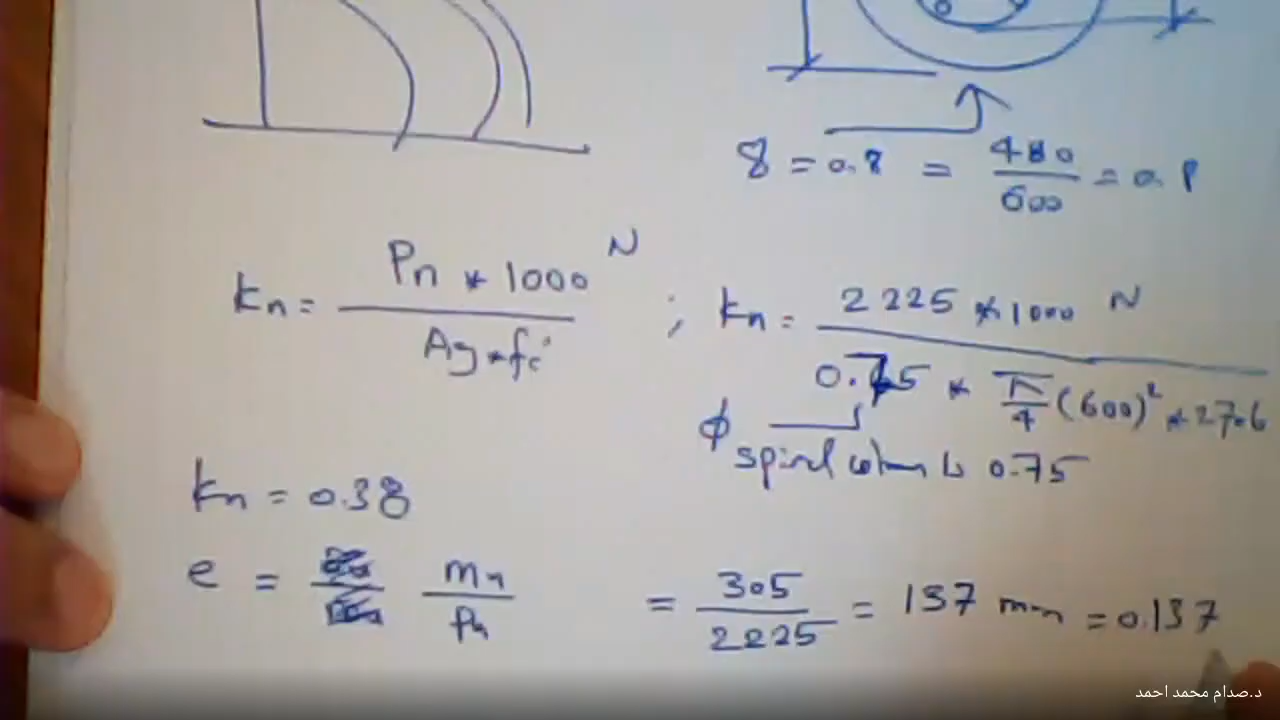 8 = 0.8 = 480/600 = 0.8
Kn = Pn * 1000 N / Ag * fc' ; Kn = 2225 * 1000 N / 0.75 * π/4 (600)² * 27.6
ϕ spiral column is 0.75
Kn = 0.38
e = Mn/Pn = 305/2225 = 137 mm = 0.137
د.صدام محمد احمد